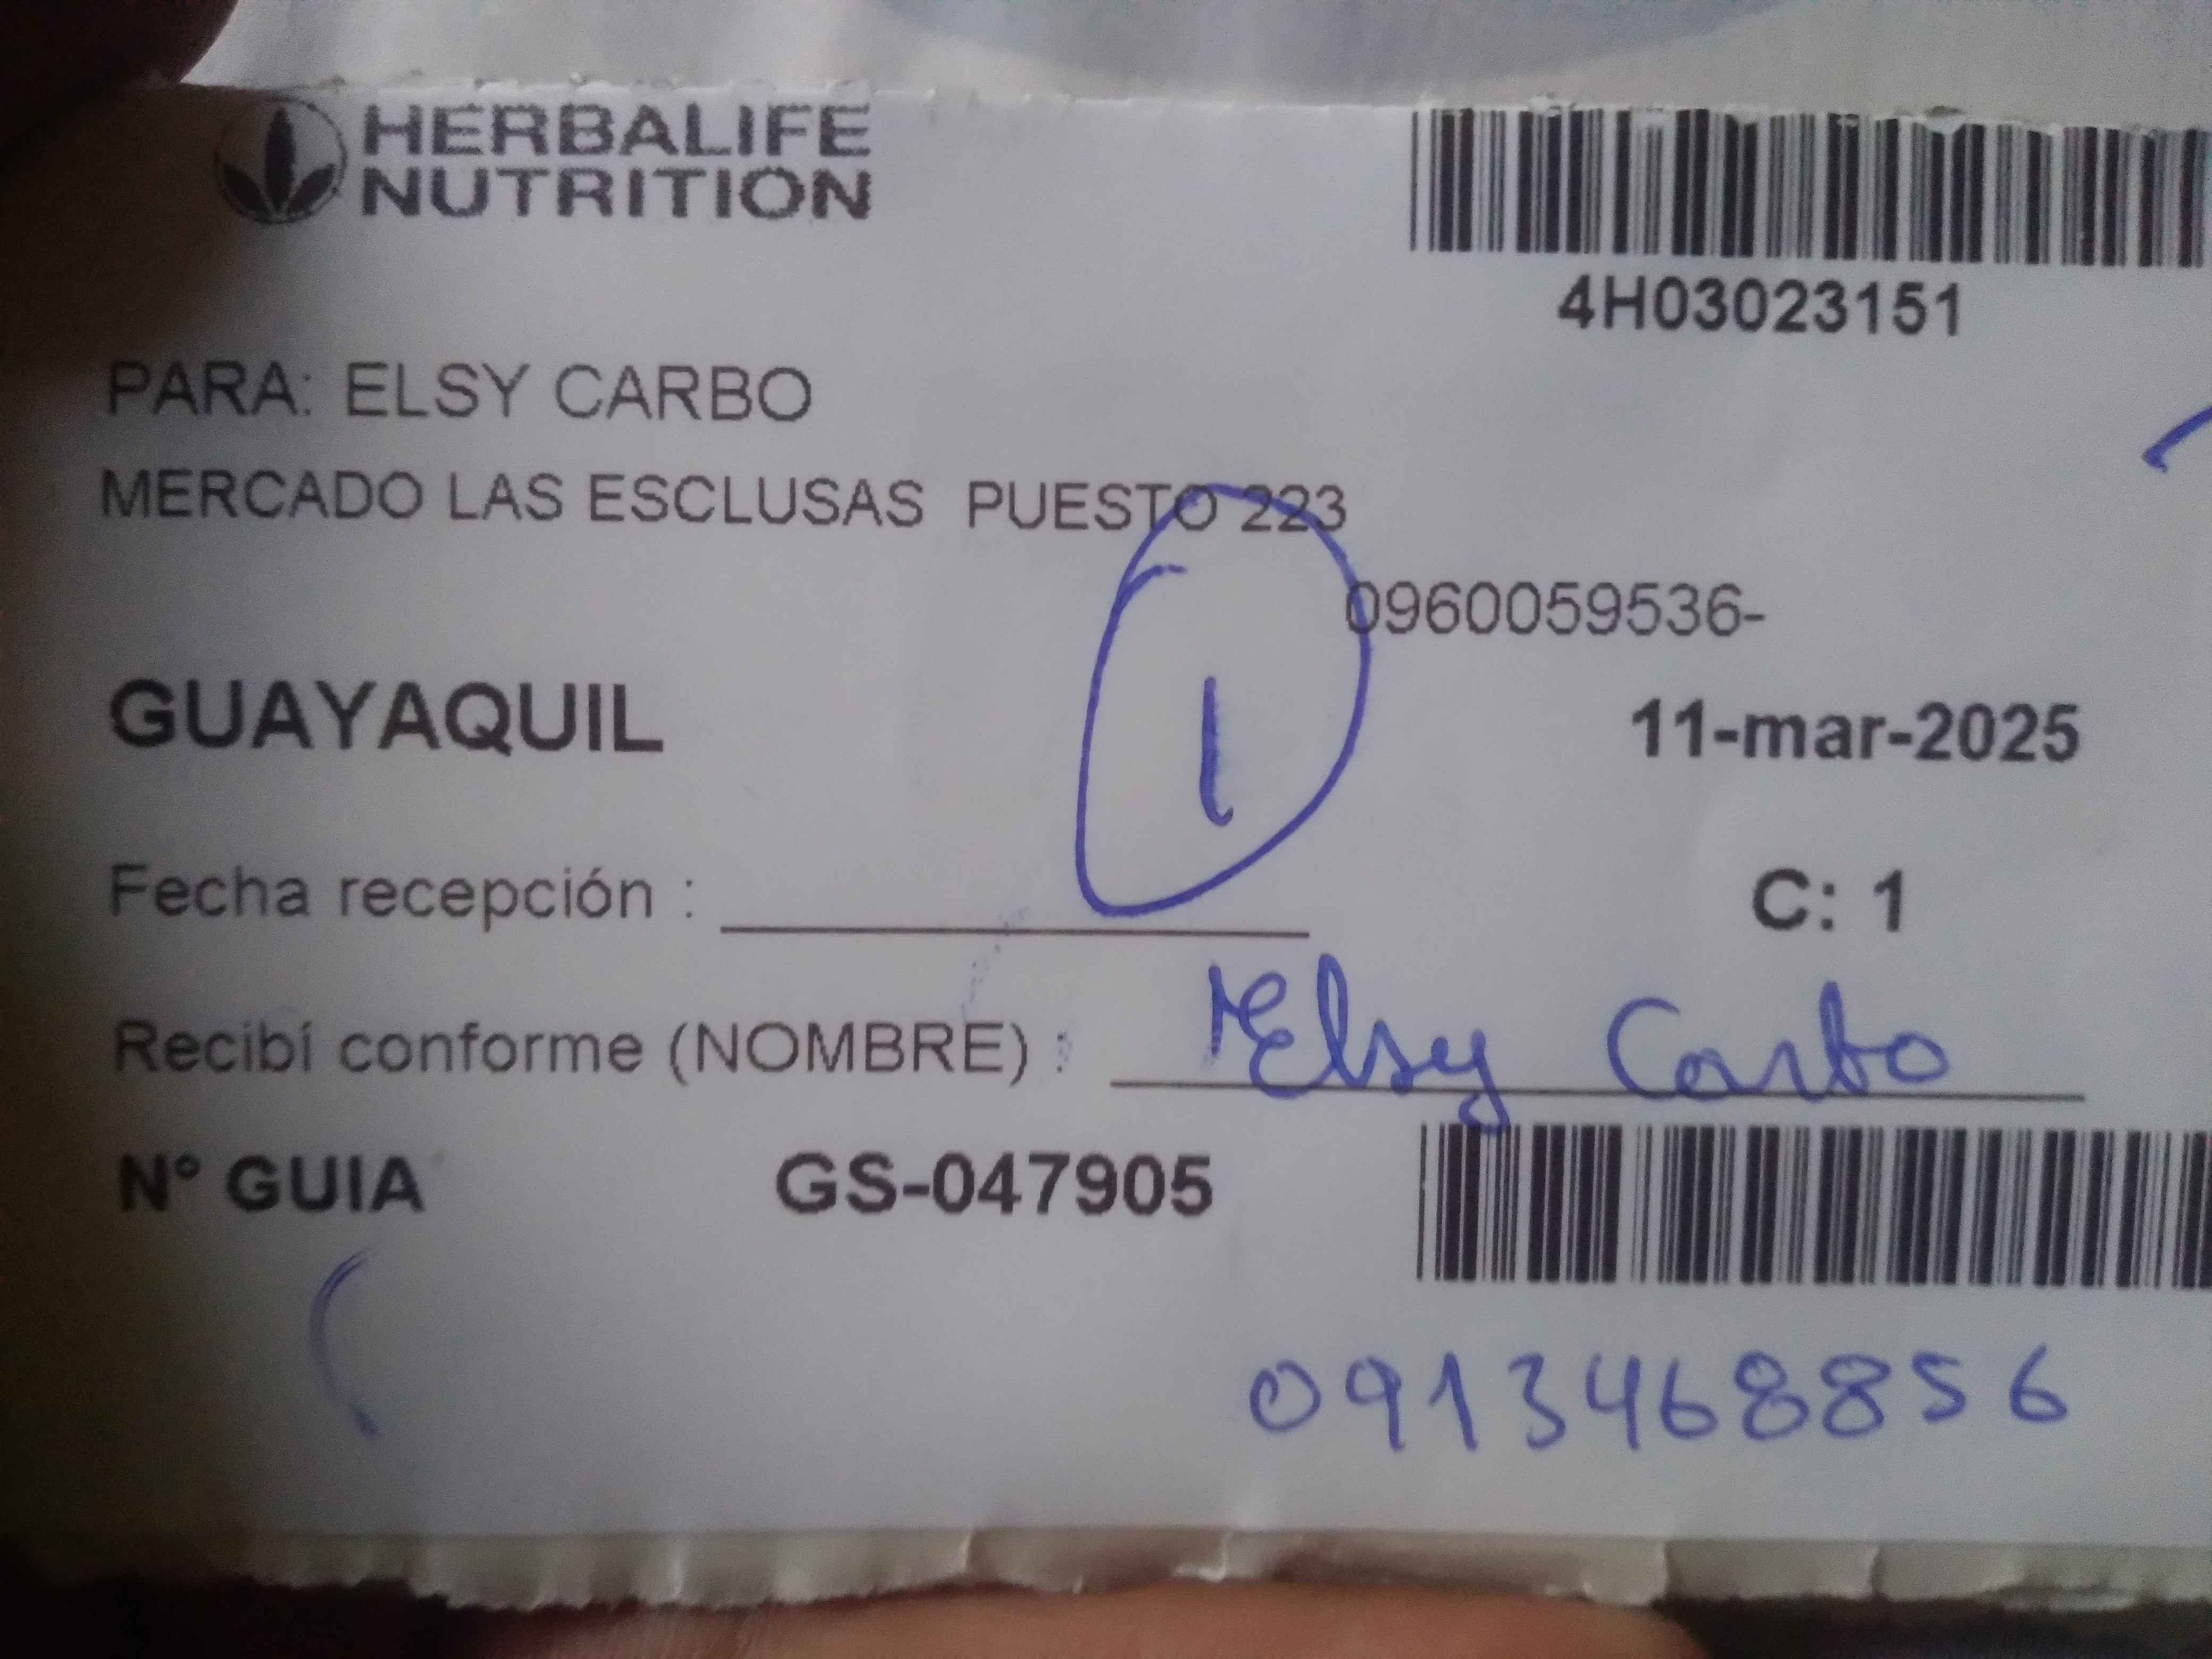 HERBALIFE
NUTRITION
4H03023151
PARA: ELSY CARBO
MERCADO LAS ESCLUSAS PUESTO 223
0960059536-
GUAYAQUIL
1
11-mar-2025
Fecha recepción :
C: 1
Recibí conforme (NOMBRE) : Elsy Carbo
N° GUIA GS-047905
0913468856